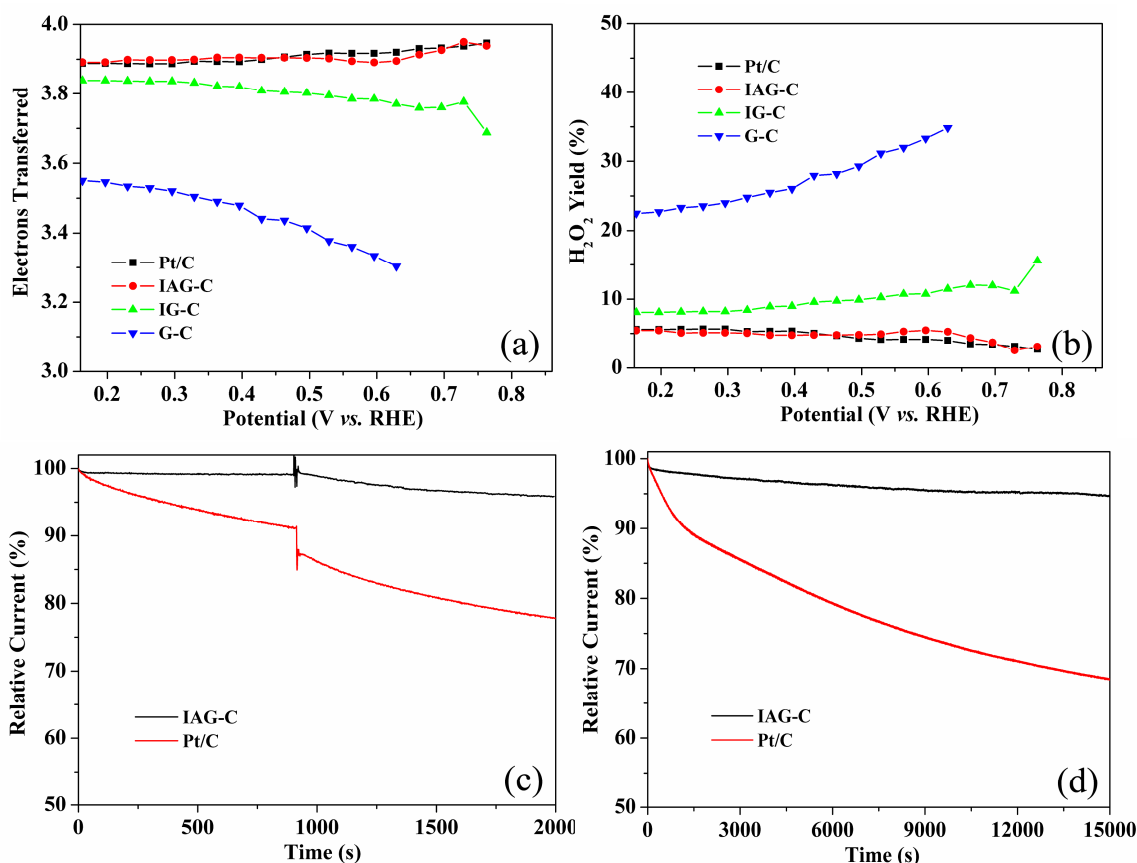 4.0
3.8
3.6
3.4
3.2
3.0
Electrons Transferred
Pt/C
IAG-C
IG-C
G-C
(a)
0.2 0.3 0.4 0.5 0.6 0.7 0.8
Potential (V vs. RHE)
50
40
30
20
10
0
H2O2 Yield (%)
Pt/C
IAG-C
IG-C
G-C
(b)
0.2 0.3 0.4 0.5 0.6 0.7 0.8
Potential (V vs. RHE)
100
90
80
70
60
50
Relative Current (%)
IAG-C
Pt/C
(c)
0 500 1000 1500 2000
Time (s)
100
90
80
70
60
50
Relative Current (%)
IAG-C
Pt/C
(d)
0 3000 6000 9000 12000 15000
Time (s)